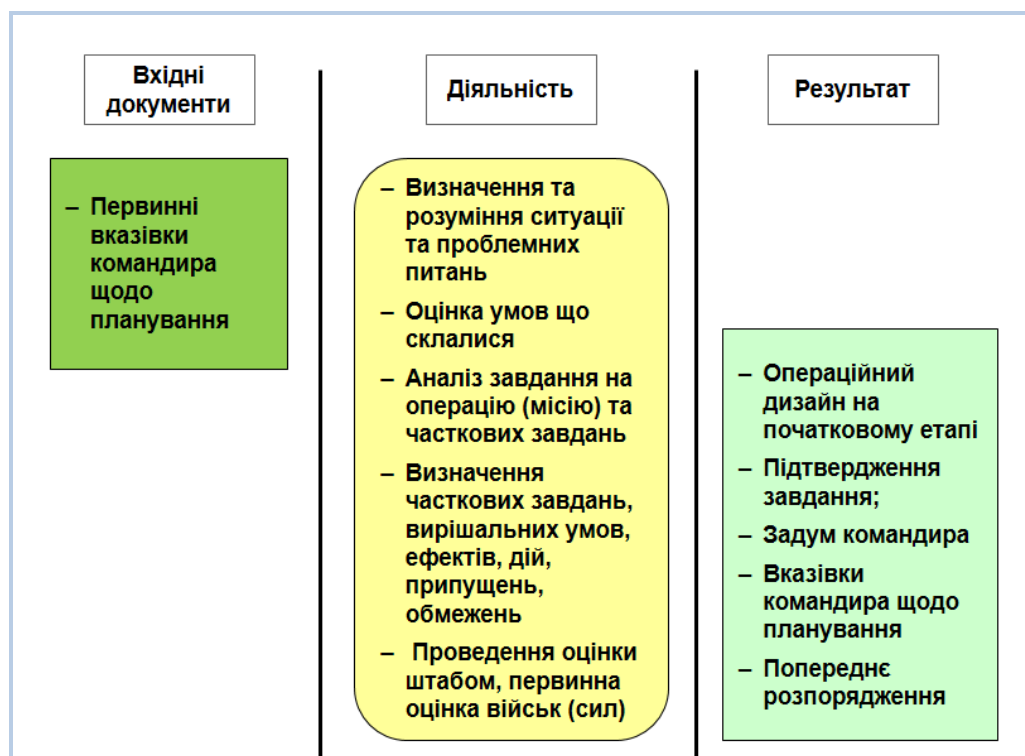 Вхідні
документи
Діяльність
Результат
– Первинні
вказівки
командира
щодо
планування
– Визначення та
розуміння ситуації
та проблемних
питань
– Оцінка умов що
склалися
– Аналіз завдання на
операцію (місію) та
часткових завдань
– Визначення
часткових завдань,
вирішальних умов,
ефектів, дій,
припущень,
обмежень
– Проведення оцінки
штабом, первинна
оцінка військ (сил)
– Операційний
дизайн на
початковому етапі
– Підтвердження
завдання;
– Задум командира
– Вказівки
командира щодо
планування
– Попереднє
розпорядження